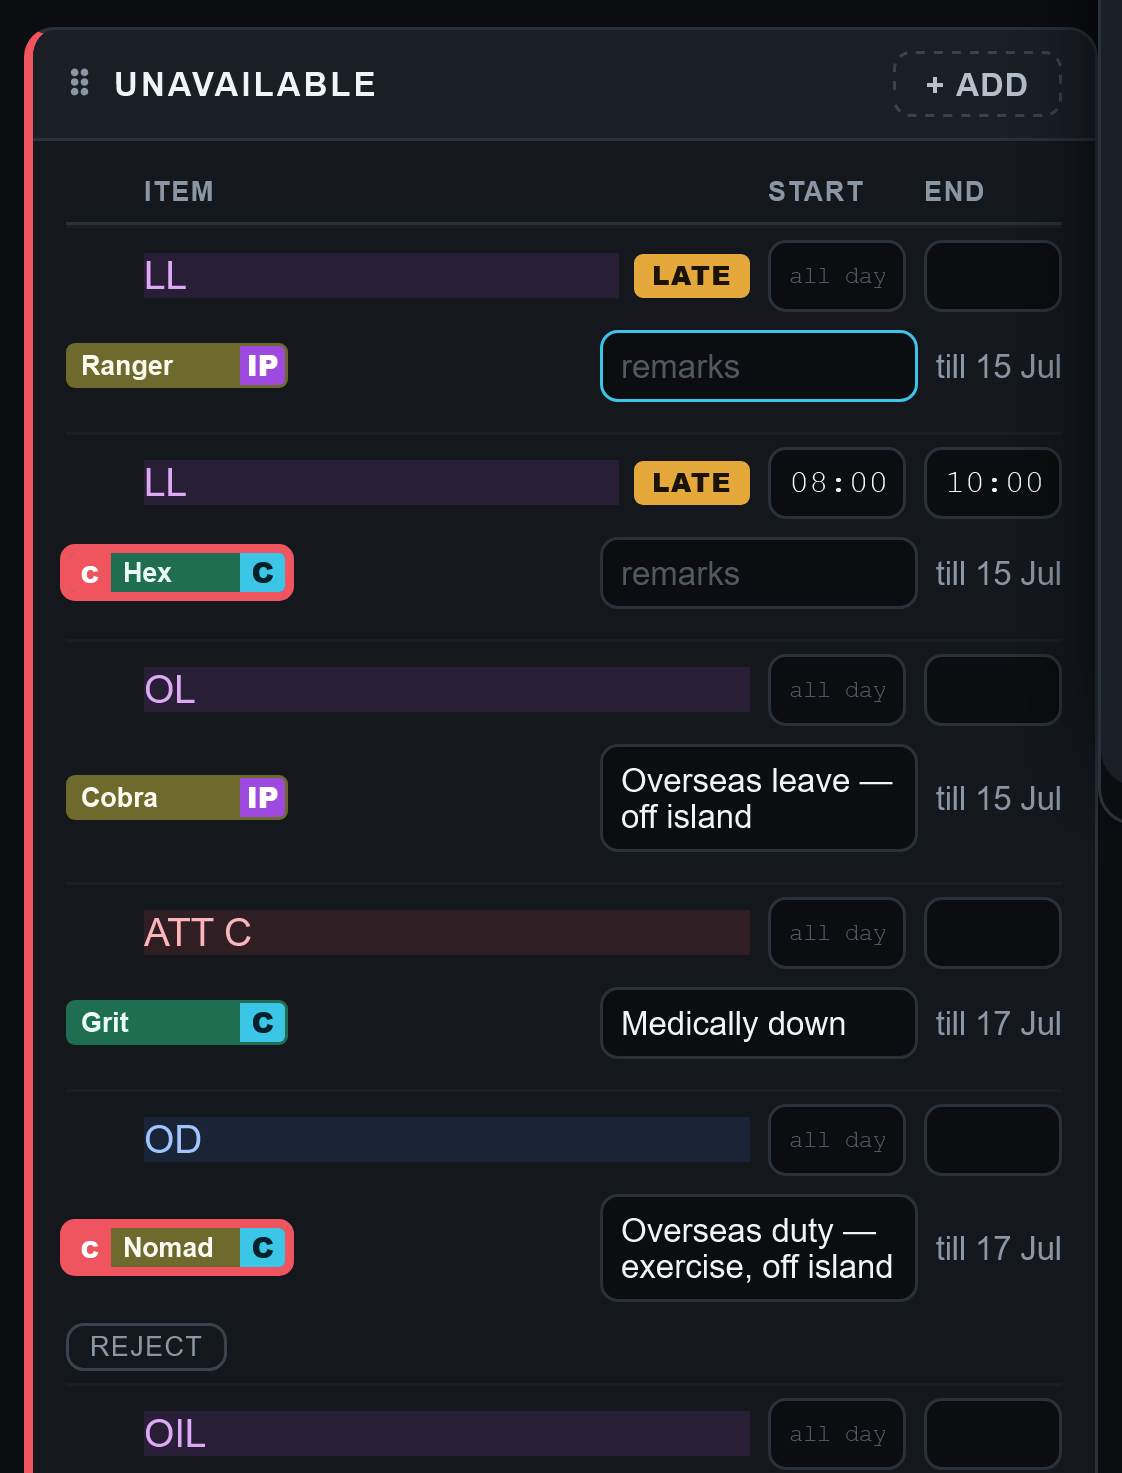 UNAVAILABLE
+ ADD
ITEM START END
LL LATE all day
Ranger IP remarks till 15 Jul
LL LATE 08:00 10:00
c Hex C remarks till 15 Jul
OL all day
Cobra IP Overseas leave — till 15 Jul
off island
ATT C all day
Grit C Medically down till 17 Jul
OD all day
c Nomad C Overseas duty — till 17 Jul
exercise, off island
REJECT
OIL all day